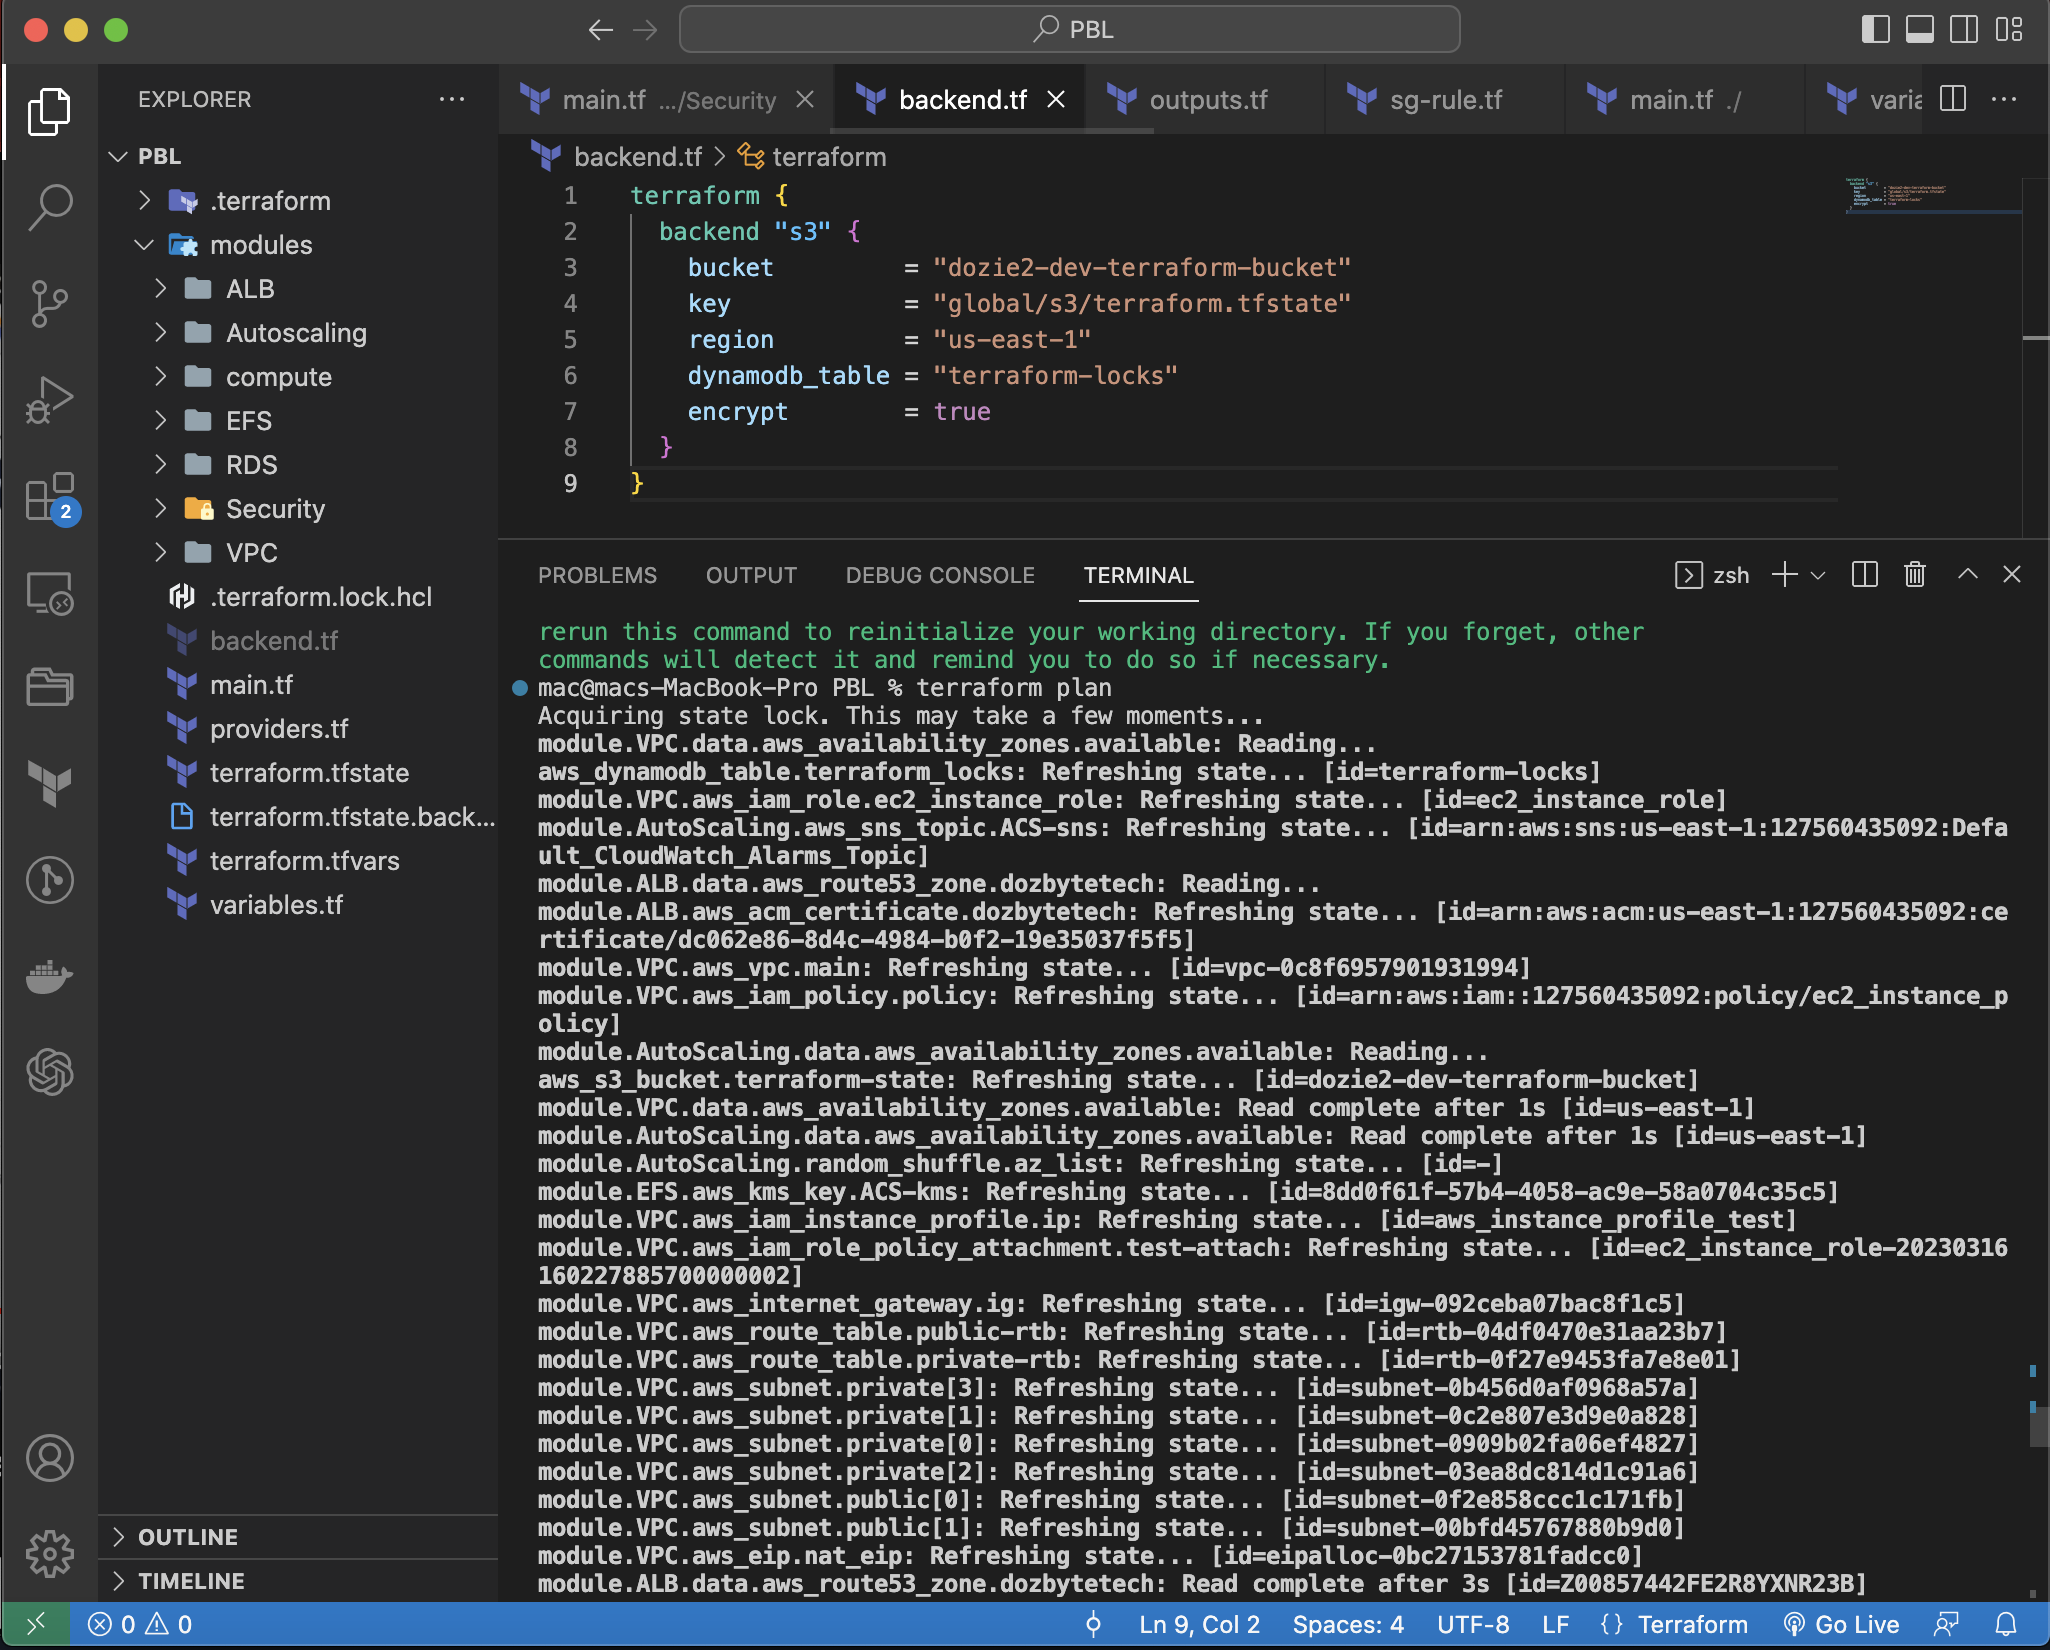 PBL
EXPLORER
main.tf .../Security
backend.tf
outputs.tf
sg-rule.tf
main.tf ./
varia
PBL
.terraform
modules
ALB
Autoscaling
compute
EFS
RDS
Security
VPC
.terraform.lock.hcl
backend.tf
main.tf
providers.tf
terraform.tfstate
terraform.tfstate.back...
terraform.tfvars
variables.tf
OUTLINE
TIMELINE
2
backend.tf > terraform
1 terraform {
2 backend "s3" {
3 bucket = "dozie2-dev-terraform-bucket"
4 key = "global/s3/terraform.tfstate"
5 region = "us-east-1"
6 dynamodb_table = "terraform-locks"
7 encrypt = true
8 }
9 }
PROBLEMS OUTPUT DEBUG CONSOLE TERMINAL zsh
rerun this command to reinitialize your working directory. If you forget, other
commands will detect it and remind you to do so if necessary.
mac@macs-MacBook-Pro PBL % terraform plan
Acquiring state lock. This may take a few moments...
module.VPC.data.aws_availability_zones.available: Reading...
aws_dynamodb_table.terraform_locks: Refreshing state... [id=terraform-locks]
module.VPC.aws_iam_role.ec2_instance_role: Refreshing state... [id=ec2_instance_role]
module.AutoScaling.aws_sns_topic.ACS-sns: Refreshing state... [id=arn:aws:sns:us-east-1:127560435092:Defa
ult_CloudWatch_Alarms_Topic]
module.ALB.data.aws_route53_zone.dozbytetech: Reading...
module.ALB.aws_acm_certificate.dozbytetech: Refreshing state... [id=arn:aws:acm:us-east-1:127560435092:ce
rtificate/dc062e86-8d4c-4984-b0f2-19e35037f5f5]
module.VPC.aws_vpc.main: Refreshing state... [id=vpc-0c8f6957901931994]
module.VPC.aws_iam_policy.policy: Refreshing state... [id=arn:aws:iam::127560435092:policy/ec2_instance_p
olicy]
module.AutoScaling.data.aws_availability_zones.available: Reading...
aws_s3_bucket.terraform-state: Refreshing state... [id=dozie2-dev-terraform-bucket]
module.VPC.data.aws_availability_zones.available: Read complete after 1s [id=us-east-1]
module.AutoScaling.data.aws_availability_zones.available: Read complete after 1s [id=us-east-1]
module.AutoScaling.random_shuffle.az_list: Refreshing state... [id=-]
module.EFS.aws_kms_key.ACS-kms: Refreshing state... [id=8dd0f61f-57b4-4058-ac9e-58a0704c35c5]
module.VPC.aws_iam_instance_profile.ip: Refreshing state... [id=aws_instance_profile_test]
module.VPC.aws_iam_role_policy_attachment.test-attach: Refreshing state... [id=ec2_instance_role-20230316
160227885700000002]
module.VPC.aws_internet_gateway.ig: Refreshing state... [id=igw-092ceba07bac8f1c5]
module.VPC.aws_route_table.public-rtb: Refreshing state... [id=rtb-04df0470e31aa23b7]
module.VPC.aws_route_table.private-rtb: Refreshing state... [id=rtb-0f27e9453fa7e8e01]
module.VPC.aws_subnet.private[3]: Refreshing state... [id=subnet-0b456d0af0968a57a]
module.VPC.aws_subnet.private[1]: Refreshing state... [id=subnet-0c2e807e3d9e0a828]
module.VPC.aws_subnet.private[0]: Refreshing state... [id=subnet-0909b02fa06ef4827]
module.VPC.aws_subnet.private[2]: Refreshing state... [id=subnet-03ea8dc814d1c91a6]
module.VPC.aws_subnet.public[0]: Refreshing state... [id=subnet-0f2e858ccc1c171fb]
module.VPC.aws_subnet.public[1]: Refreshing state... [id=subnet-00bfd45767880b9d0]
module.VPC.aws_eip.nat_eip: Refreshing state... [id=eipalloc-0bc27153781fadcc0]
module.ALB.data.aws_route53_zone.dozbytetech: Read complete after 3s [id=Z00857442FE2R8YXNR23B]
0 0 Ln 9, Col 2 Spaces: 4 UTF-8 LF {} Terraform Go Live